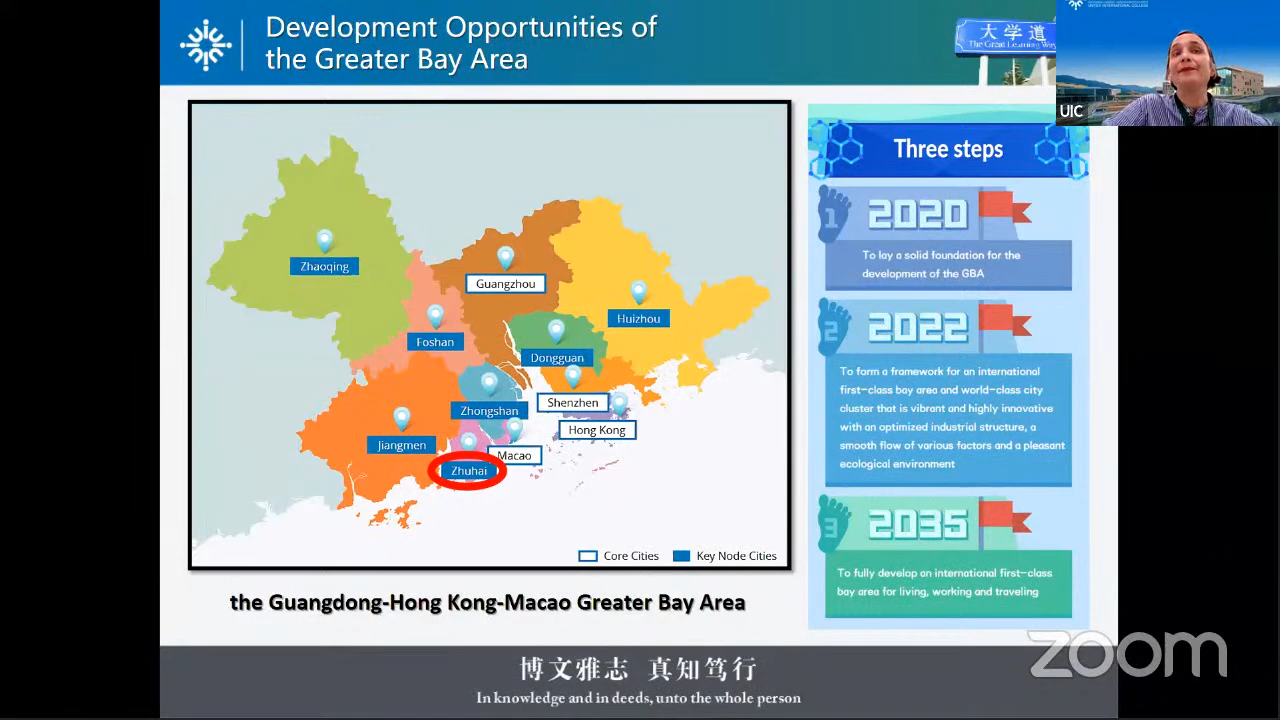 Development Opportunities of
the Greater Bay Area
大学道
The Great Learning Way
UNITED INTERNATIONAL COLLEGE
UIC
Zhaoqing
Guangzhou
Huizhou
Foshan
Dongguan
Shenzhen
Zhongshan
Hong Kong
Jiangmen
Macao
Zhuhai
Core Cities
Key Node Cities
the Guangdong-Hong Kong-Macao Greater Bay Area
Three steps
1
2020
To lay a solid foundation for the
development of the GBA
2
2022
To form a framework for an international
first-class bay area and world-class city
cluster that is vibrant and highly innovative
with an optimized industrial structure, a
smooth flow of various factors and a pleasant
ecological environment
3
2035
To fully develop an international first-class
bay area for living, working and traveling
zoom
博文雅志 真知笃行
In knowledge and in deeds, unto the whole person